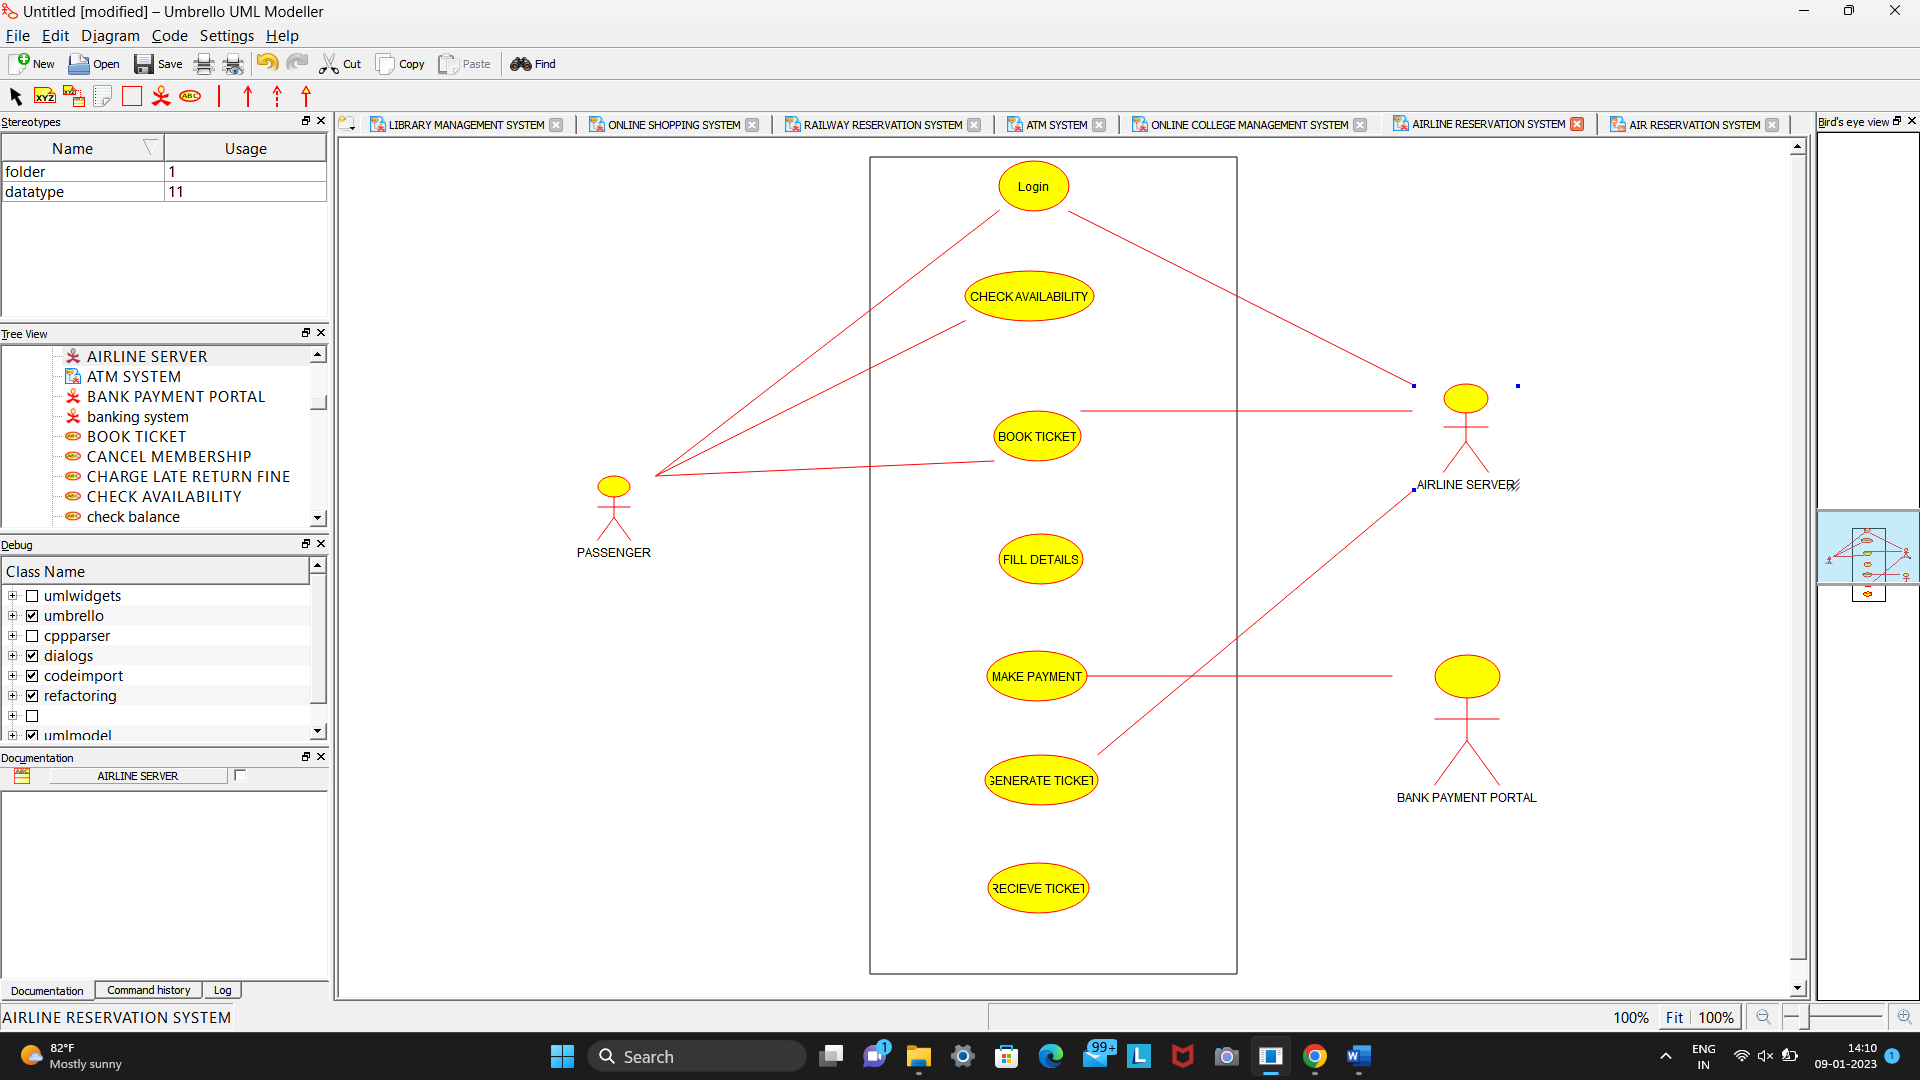 Untitled [modified] – Umbrello UML Modeller
File Edit Diagram Code Settings Help
New Open Save Cut Copy Paste Find
XYZ XYZ ABC
Stereotypes
Name Usage
folder 1
datatype 11
Tree View
AIRLINE SERVER
ATM SYSTEM
BANK PAYMENT PORTAL
banking system
BOOK TICKET
CANCEL MEMBERSHIP
CHARGE LATE RETURN FINE
CHECK AVAILABILITY
check balance
Debug
Class Name
umlwidgets
umbrello
cppparser
dialogs
codeimport
refactoring
umlmodel
Documentation
AIRLINE SERVER
Documentation Command history Log
LIBRARY MANAGEMENT SYSTEM ONLINE SHOPPING SYSTEM RAILWAY RESERVATION SYSTEM ATM SYSTEM ONLINE COLLEGE MANAGEMENT SYSTEM AIRLINE RESERVATION SYSTEM AIR RESERVATION SYSTEM
Login
CHECK AVAILABILITY
BOOK TICKET
AIRLINE SERVER
PASSENGER
FILL DETAILS
MAKE PAYMENT
GENERATE TICKET
BANK PAYMENT PORTAL
RECIEVE TICKET
Bird's eye view
AIRLINE RESERVATION SYSTEM
100% Fit 100%
82°F
Mostly sunny
Search
1
99+
L
W
ENG
IN
14:10
09-01-2023
1